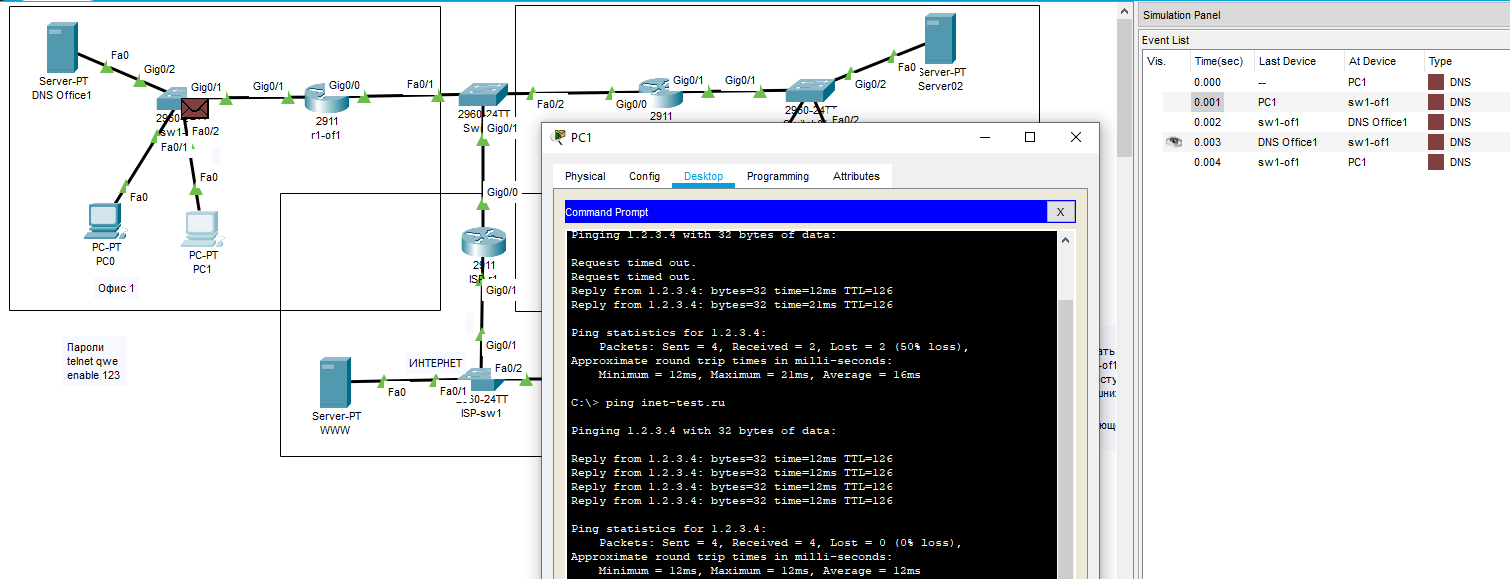 Server-PT
DNS Office1
Fa0
Gig0/2
Gig0/1
Gig0/1
Gig0/0
Fa0/1
sw1-
Fa0/2
Fa0/1
2911
r1-of1
Fa0
Fa0
PC-PT
PC0
PC-PT
PC1
Офис 1
Fa0/2
Gig0/1
Gig0/0
Gig0/1
Gig0/1
Gig0/2
Fa0
Server-PT
Server02
2911
Fa0/2
Gig0/0
2911
Gig0/1
Gig0/1
ИНТЕРНЕТ
Fa0/2
Fa0
Fa0/1
ISP-sw1
Server-PT
WWW
Пароли
telnet qwe
enable 123
PC1
Physical Config Desktop Programming Attributes
Command Prompt X
Pinging 1.2.3.4 with 32 bytes of data:
Request timed out.
Request timed out.
Reply from 1.2.3.4: bytes=32 time=12ms TTL=126
Reply from 1.2.3.4: bytes=32 time=21ms TTL=126
Ping statistics for 1.2.3.4:
Packets: Sent = 4, Received = 2, Lost = 2 (50% loss),
Approximate round trip times in milli-seconds:
Minimum = 12ms, Maximum = 21ms, Average = 16ms
C:\> ping inet-test.ru
Pinging 1.2.3.4 with 32 bytes of data:
Reply from 1.2.3.4: bytes=32 time=12ms TTL=126
Reply from 1.2.3.4: bytes=32 time=12ms TTL=126
Reply from 1.2.3.4: bytes=32 time=12ms TTL=126
Reply from 1.2.3.4: bytes=32 time=12ms TTL=126
Ping statistics for 1.2.3.4:
Packets: Sent = 4, Received = 4, Lost = 0 (0% loss),
Approximate round trip times in milli-seconds:
Minimum = 12ms, Maximum = 12ms, Average = 12ms
Simulation Panel
Event List
Vis. Time(sec) Last Device At Device Type
0.000 -- PC1 DNS
0.001 PC1 sw1-of1 DNS
0.002 sw1-of1 DNS Office1 DNS
0.003 DNS Office1 sw1-of1 DNS
0.004 sw1-of1 PC1 DNS